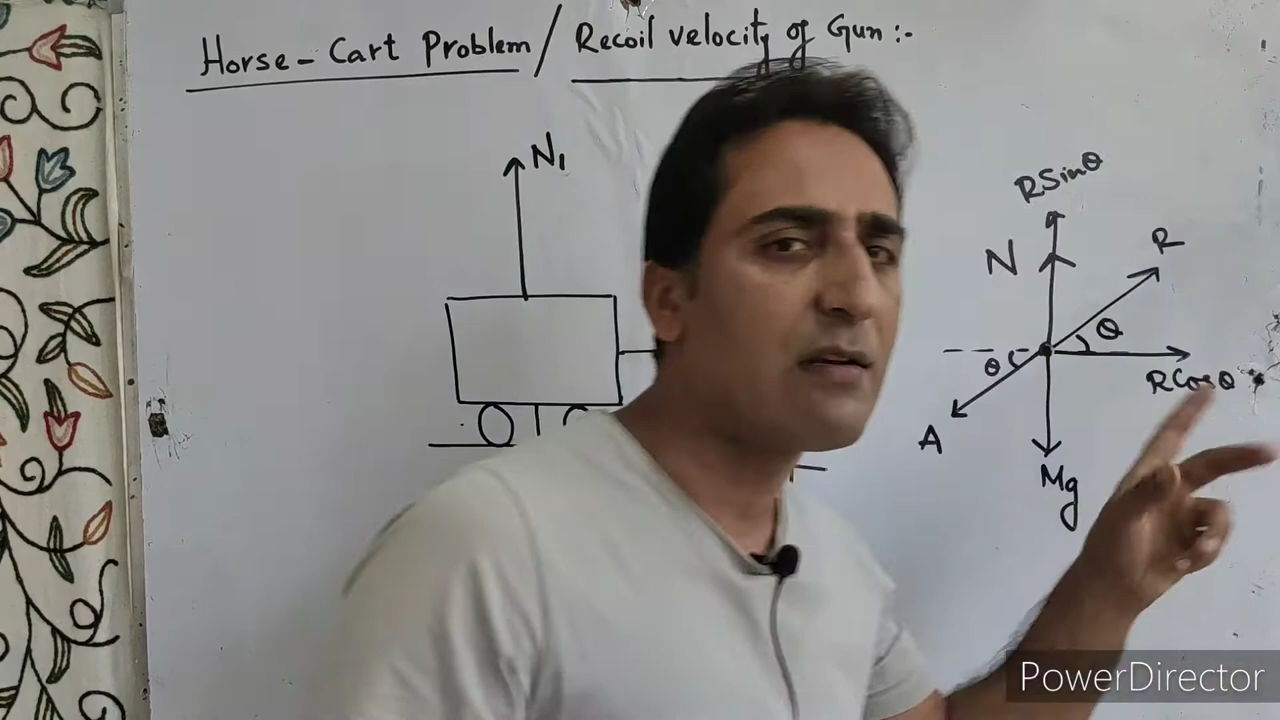 Horse - Cart Problem / Recoil velocity of Gun :-
N₁
RSinθ
N
R
θ
θ
RCosθ
A
Mg
PowerDirector